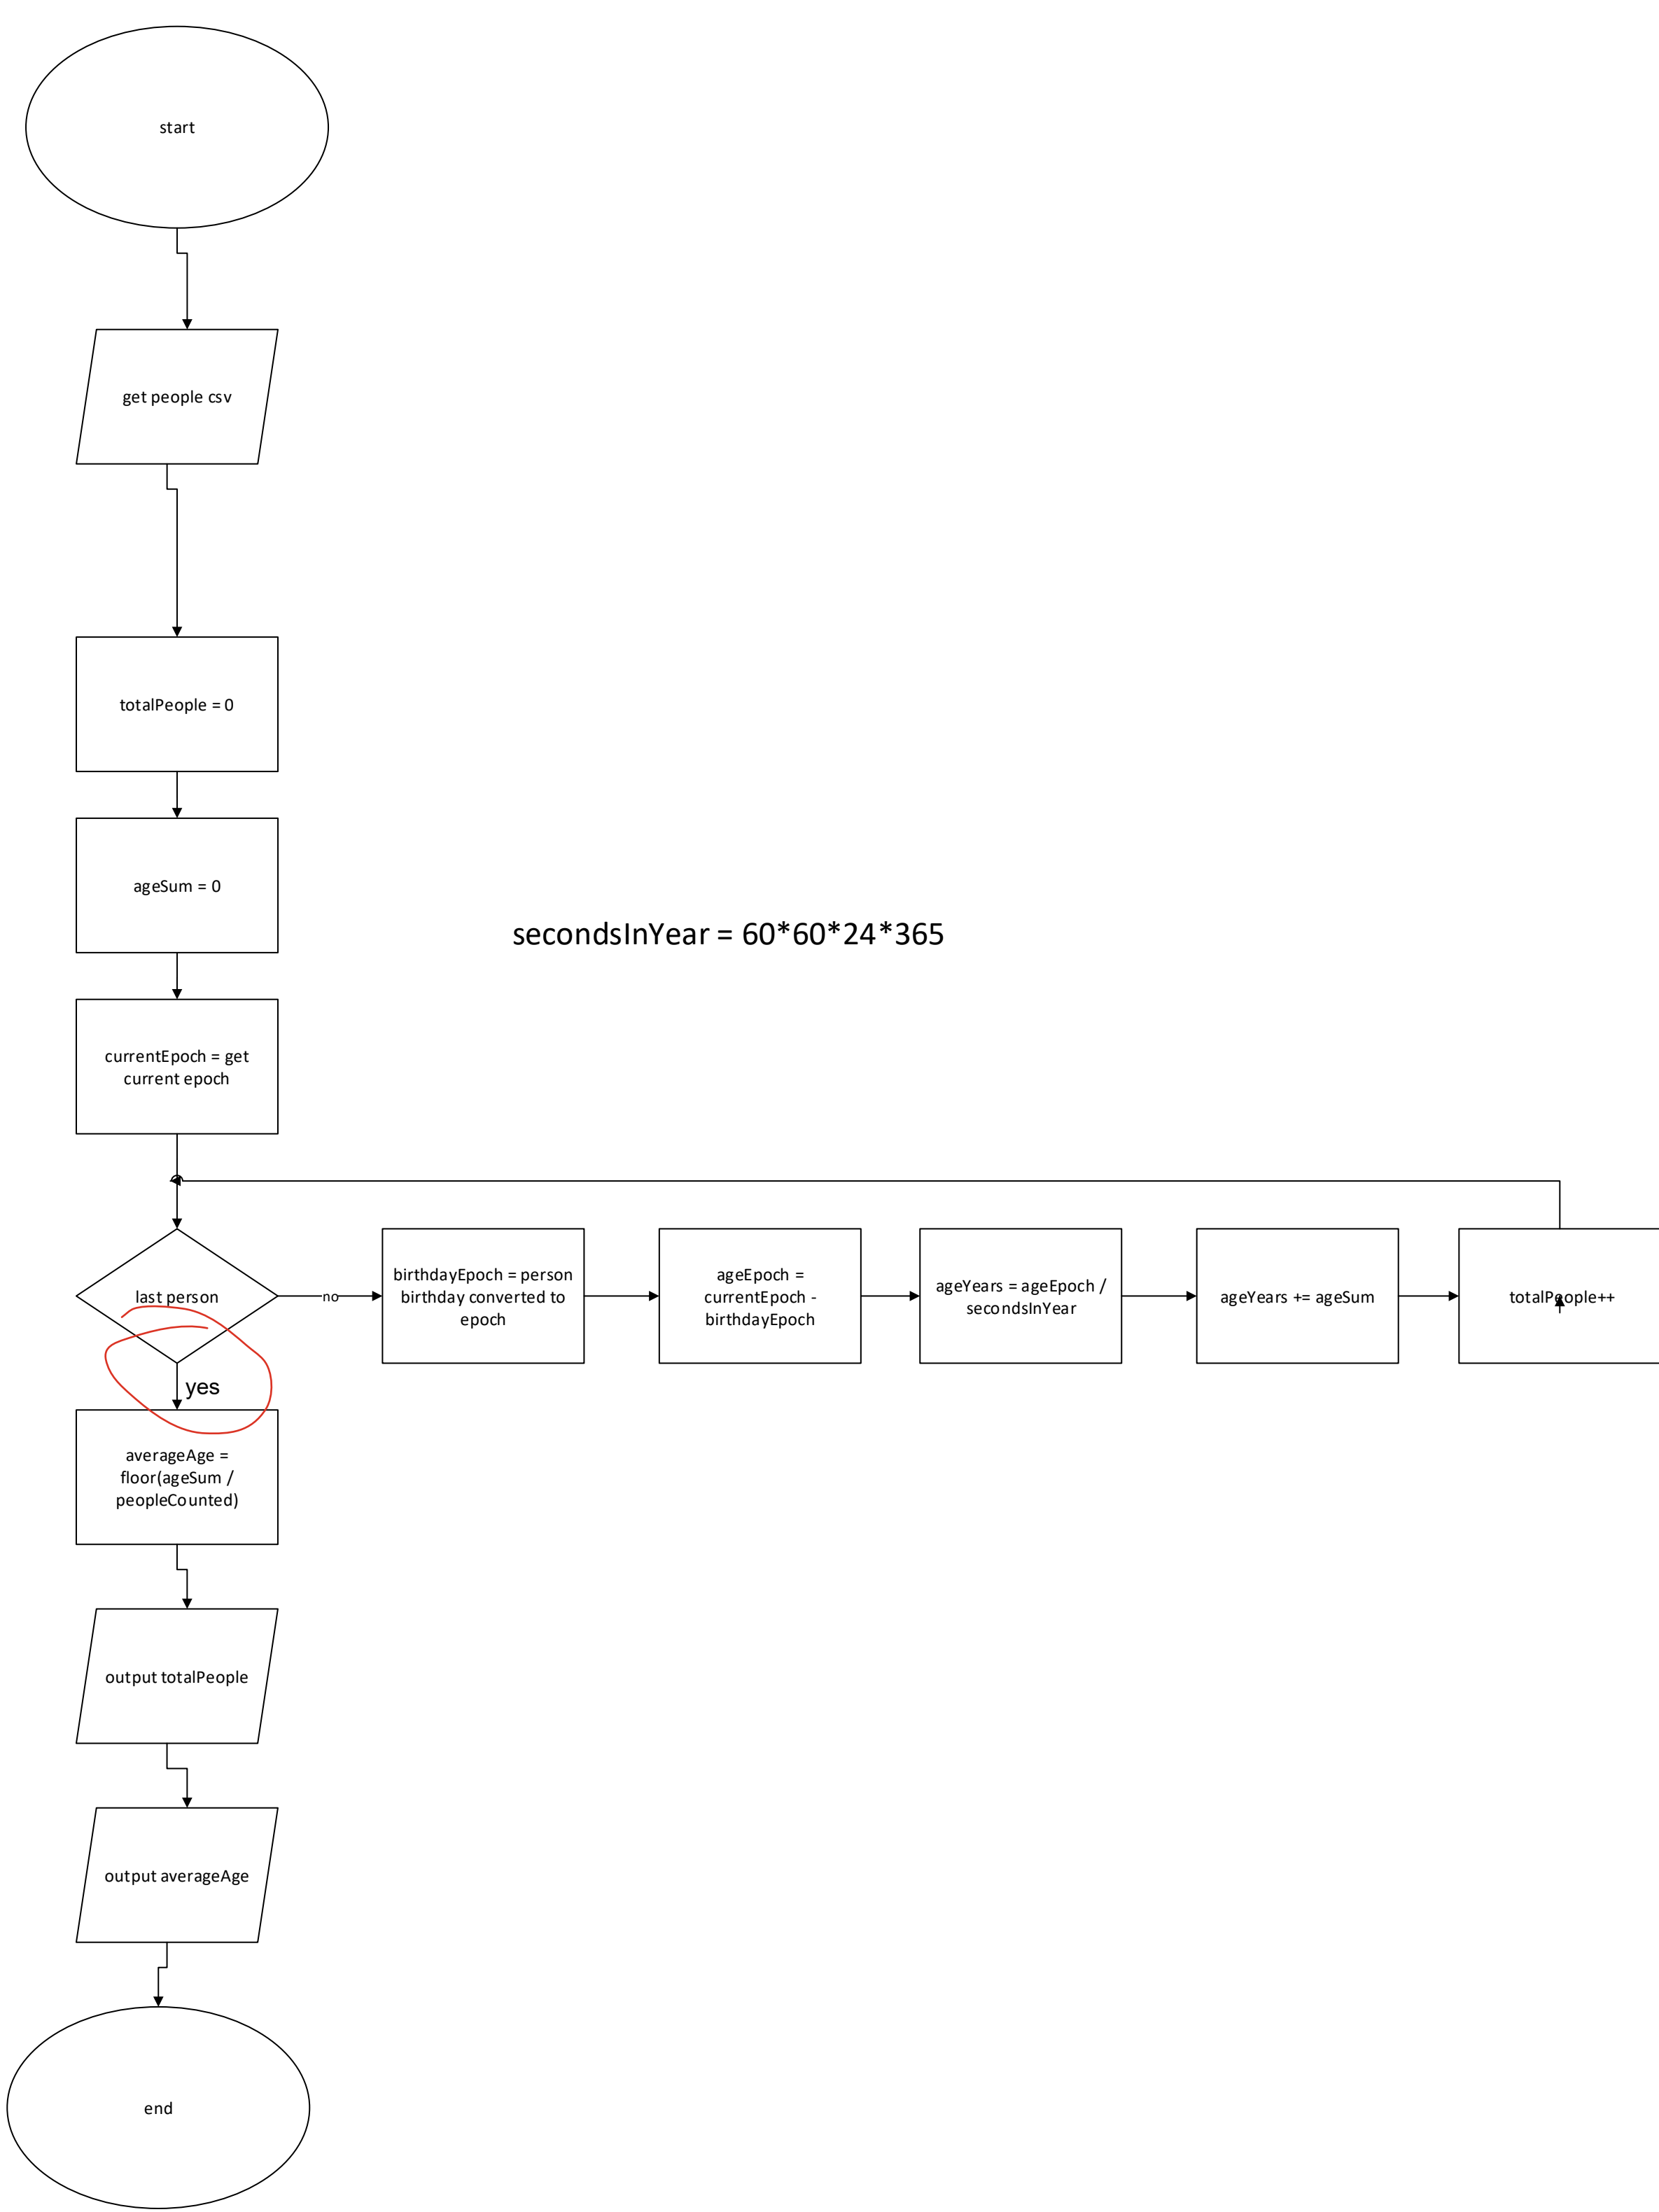 start
get people csv
totalPeople = 0
ageSum = 0
secondsInYear = 60*60*24*365
currentEpoch = get
current epoch
last person
no
birthdayEpoch = person
birthday converted to
epoch
ageEpoch =
currentEpoch -
birthdayEpoch
ageYears = ageEpoch /
secondsInYear
ageYears += ageSum
totalPeople++
yes
averageAge =
floor(ageSum /
peopleCounted)
output totalPeople
output averageAge
end